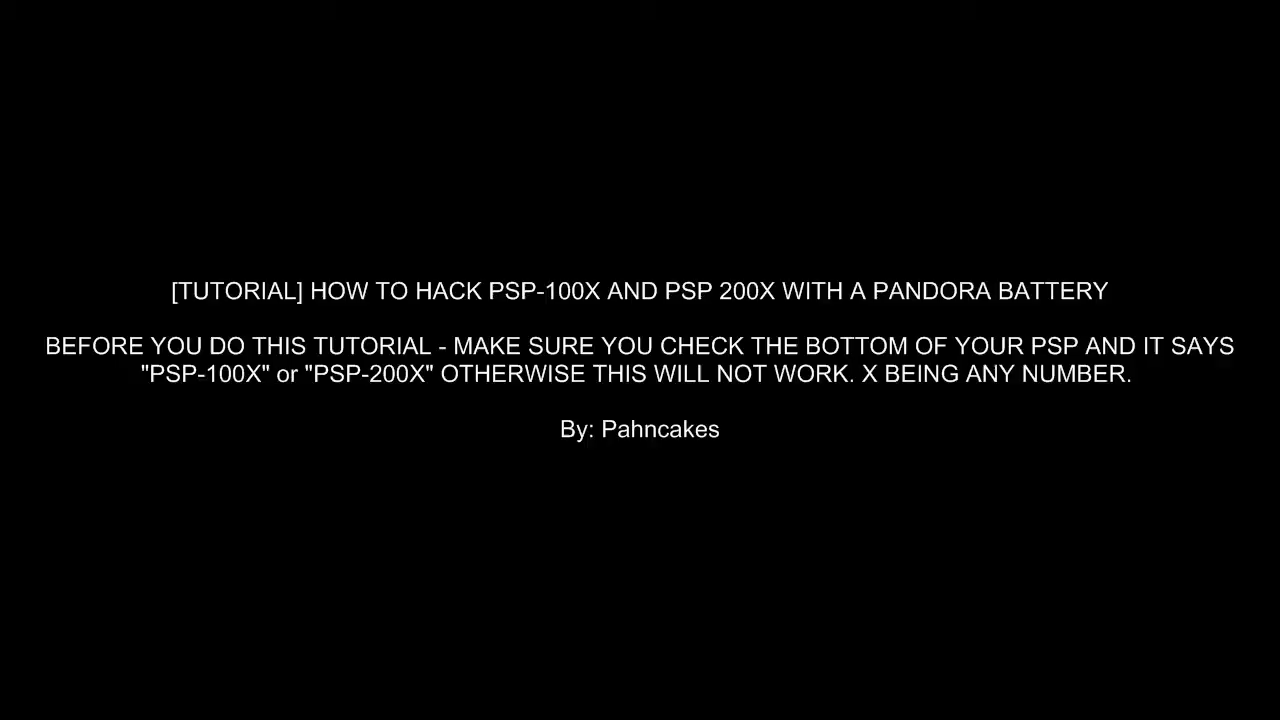 [TUTORIAL] HOW TO HACK PSP-100X AND PSP 200X WITH A PANDORA BATTERY
BEFORE YOU DO THIS TUTORIAL - MAKE SURE YOU CHECK THE BOTTOM OF YOUR PSP AND IT SAYS
"PSP-100X" or "PSP-200X" OTHERWISE THIS WILL NOT WORK. X BEING ANY NUMBER.
By: Pahncakes